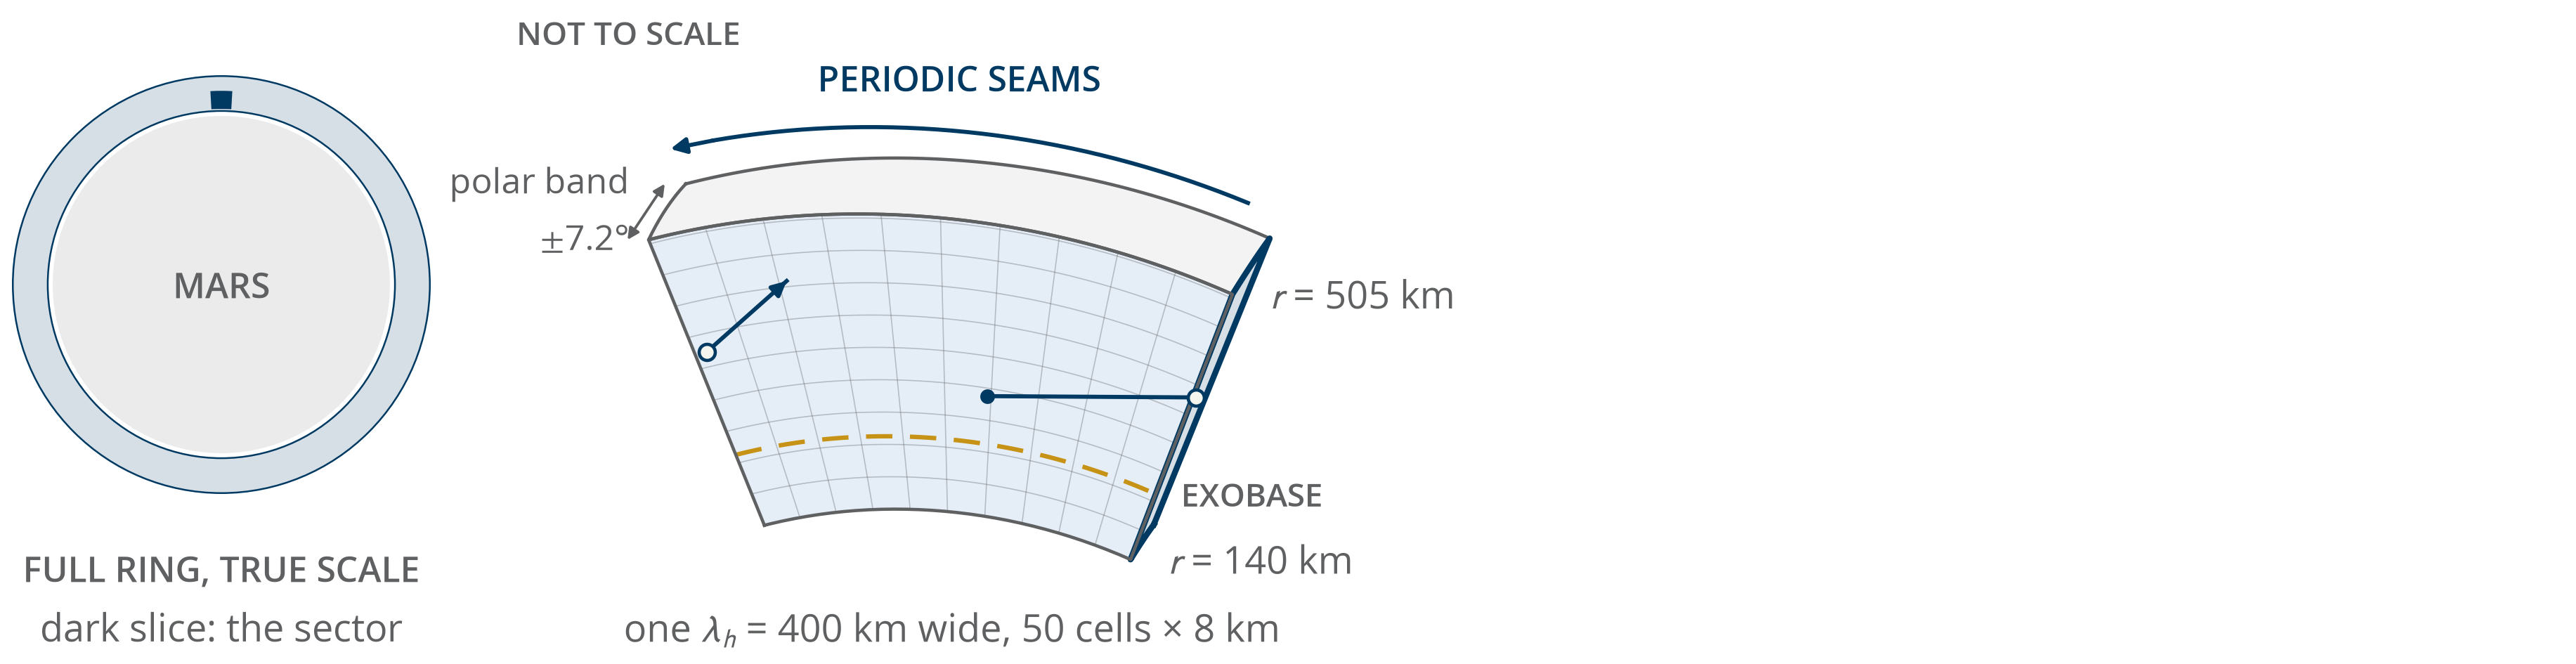 NOT TO SCALE
PERIODIC SEAMS
polar band
±7.2°
MARS
r = 505 km
EXOBASE
r = 140 km
FULL RING, TRUE SCALE
dark slice: the sector
one λh = 400 km wide, 50 cells × 8 km